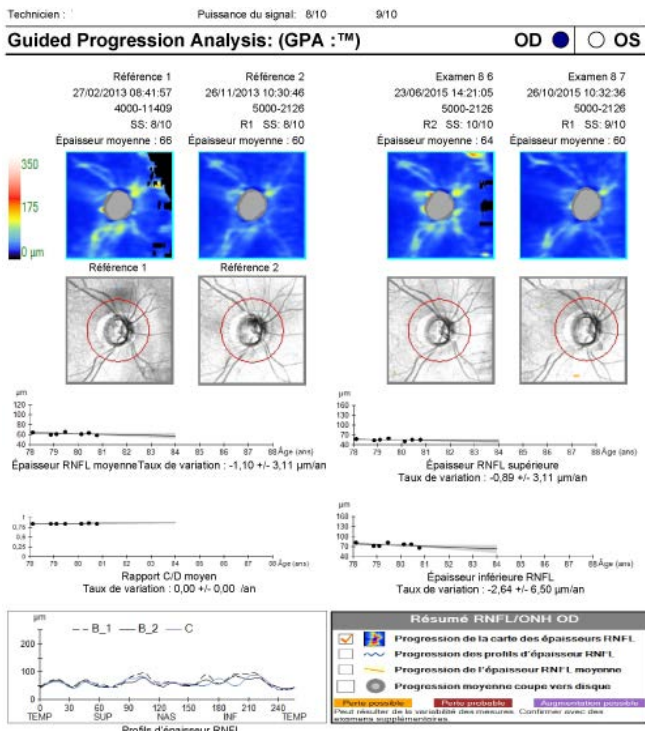 Technicien : Puissance du signal: 8/10 9/10
Guided Progression Analysis: (GPA :™) OD OS
Référence 1
27/02/2013 08:41:57
4000-11409
SS: 8/10
Épaisseur moyenne : 66
Référence 2
26/11/2013 10:30:46
5000-2126
R1 SS: 8/10
Épaisseur moyenne : 60
Examen 8 6
23/06/2015 14:21:05
5000-2126
R2 SS: 10/10
Épaisseur moyenne : 64
Examen 8 7
26/10/2015 10:32:36
5000-2126
R1 SS: 9/10
Épaisseur moyenne : 60
350
175
0 µm
Référence 1 Référence 2
µm
120
100
80
60
40
78 79 80 81 82 83 84 85 86 87 88 Âge (ans)
Épaisseur RNFL moyenne Taux de variation : -1,10 +/- 3,11 µm/an
µm
160
130
100
70
40
78 79 80 81 82 83 84 85 86 87 88 Âge (ans)
Épaisseur RNFL supérieure
Taux de variation : -0,89 +/- 3,11 µm/an
1
0,75
0,5
0,25
0
78 79 80 81 82 83 84 85 86 87 88 Âge (ans)
Rapport C/D moyen
Taux de variation : 0,00 +/- 0,00 /an
µm
160
130
100
70
40
78 79 80 81 82 83 84 85 86 87 88 Âge (ans)
Épaisseur inférieure RNFL
Taux de variation : -2,64 +/- 6,50 µm/an
µm
B_1 B_2 C
200
100
0
0 30 60 90 120 150 180 210 240
TEMP SUP NAS INF TEMP
Profils d'épaisseur RNFL
Résumé RNFL/ONH OD
Progression de la carte des épaisseurs RNFL
Progression des profils d'épaisseur RNFL
Progression de l'épaisseur RNFL moyenne
Progression moyenne coupe vers disque
Perte possible Perte probable Augmentation possible
Peut résulter de la variabilité des mesures. Confirmer avec des
examens supplémentaires.